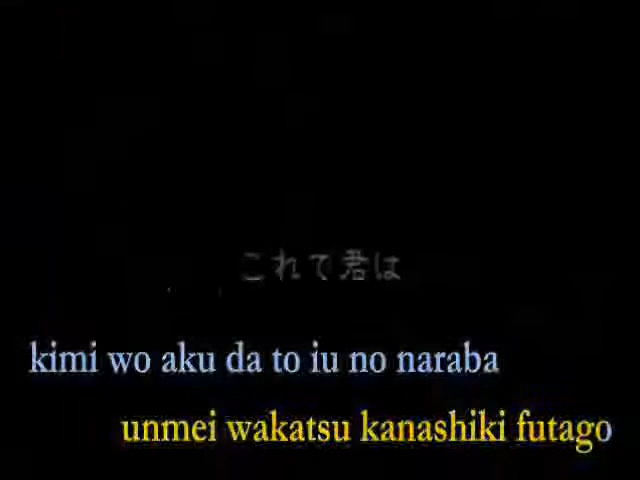 これで君は
kimi wo aku da to iu no naraba
unmei wakatsu kanashiki futago